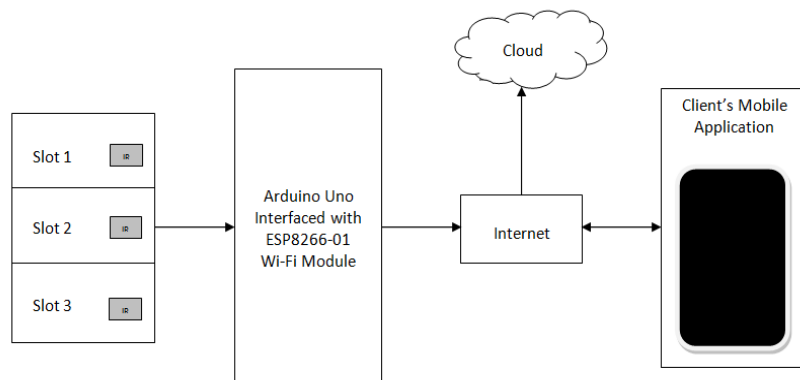 Cloud
Client's Mobile
Application
Slot 1
IR
Slot 2
IR
Slot 3
IR
Arduino Uno
Interfaced with
ESP8266-01
Wi-Fi Module
Internet